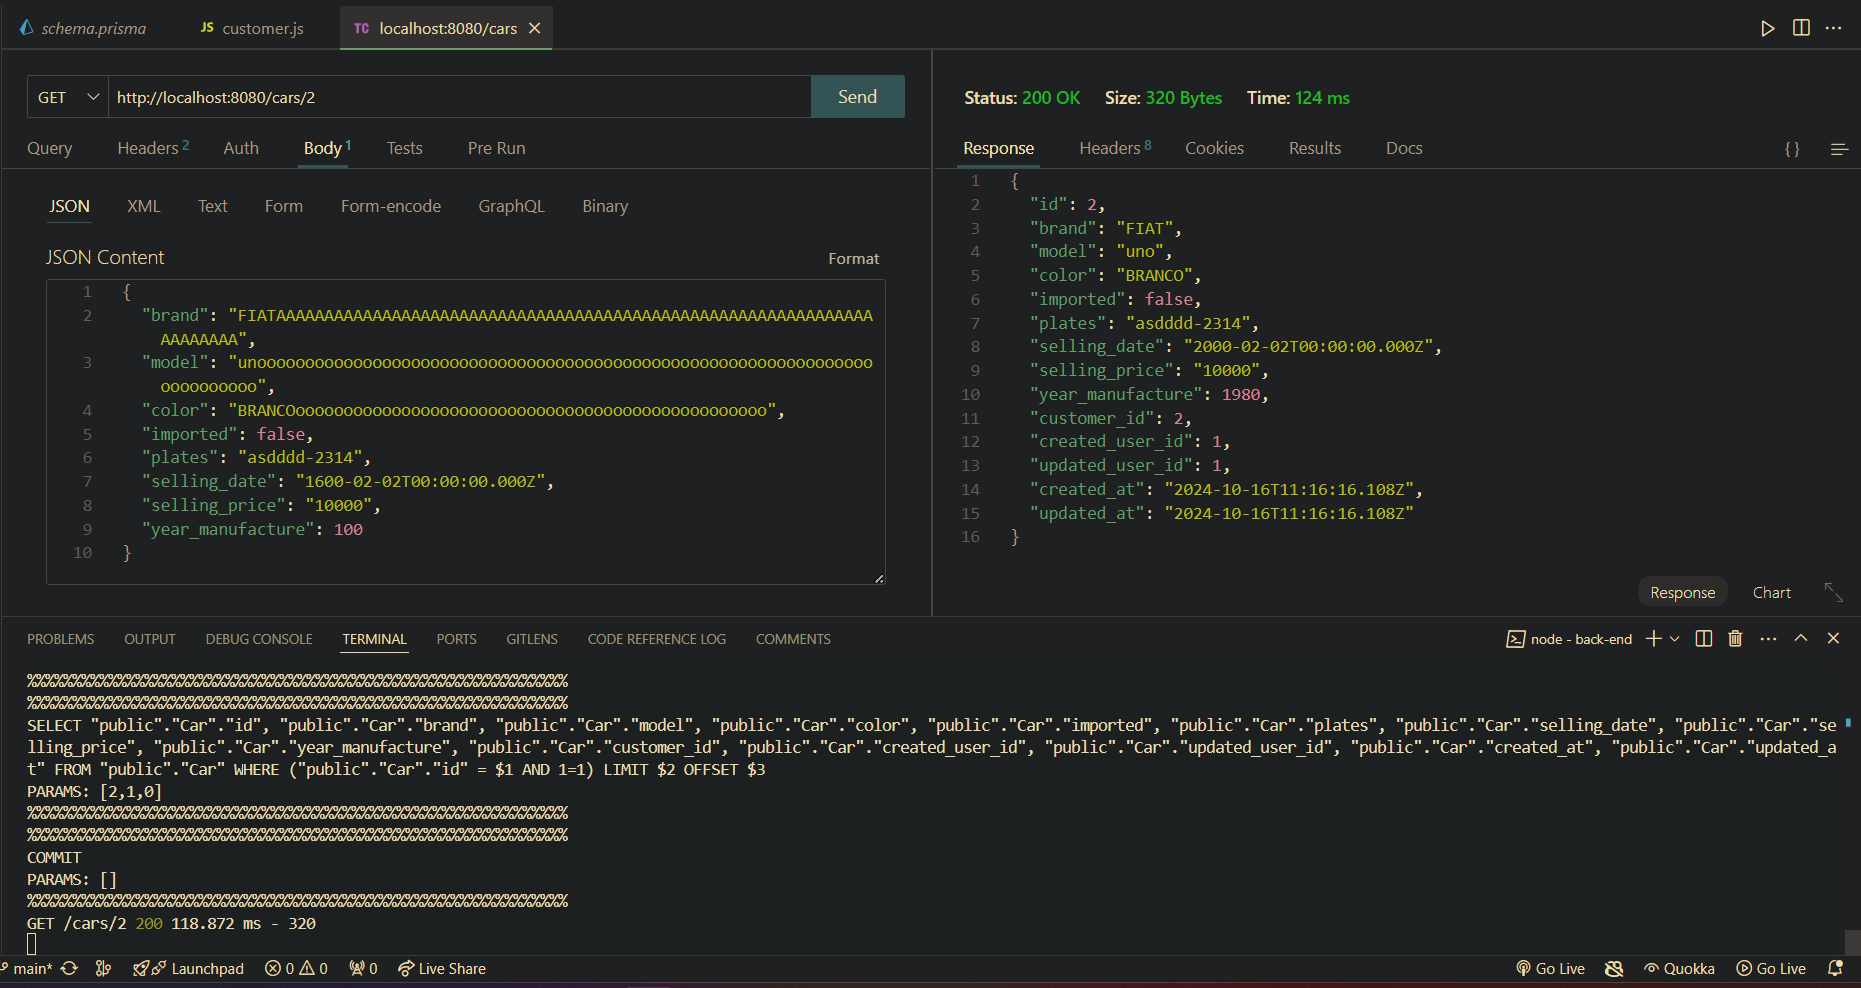 schema.prisma JS customer.js TC localhost:8080/cars
GET http://localhost:8080/cars/2 Send
Status: 200 OK Size: 320 Bytes Time: 124 ms
Query Headers 2 Auth Body 1 Tests Pre Run
Response Headers 8 Cookies Results Docs {}
JSON XML Text Form Form-encode GraphQL Binary
JSON Content Format
1 {
2 "brand": "FIATAAAAAAAAAAAAAAAAAAAAAAAAAAAAAAAAAAAAAAAAAAAAAAAAAAAAAAAAAAAAAA
AAAAAAAA",
3 "model": "unoooooooooooooooooooooooooooooooooooooooooooooooooooooooooooooooo
oooooooooo",
4 "color": "BRANCOooooooooooooooooooooooooooooooooooooooooooooooooo",
5 "imported": false,
6 "plates": "asdddd-2314",
7 "selling_date": "1600-02-02T00:00:00.000Z",
8 "selling_price": "10000",
9 "year_manufacture": 100
10 }
1 {
2 "id": 2,
3 "brand": "FIAT",
4 "model": "uno",
5 "color": "BRANCO",
6 "imported": false,
7 "plates": "asdddd-2314",
8 "selling_date": "2000-02-02T00:00:00.000Z",
9 "selling_price": "10000",
10 "year_manufacture": 1980,
11 "customer_id": 2,
12 "created_user_id": 1,
13 "updated_user_id": 1,
14 "created_at": "2024-10-16T11:16:16.108Z",
15 "updated_at": "2024-10-16T11:16:16.108Z"
16 }
Response Chart
PROBLEMS OUTPUT DEBUG CONSOLE TERMINAL PORTS GITLENS CODE REFERENCE LOG COMMENTS node - back-end
%%%%%%%%%%%%%%%%%%%%%%%%%%%%%%%%%%%%%%%%%%%%%%%%%%%%%%%%%%%%
%%%%%%%%%%%%%%%%%%%%%%%%%%%%%%%%%%%%%%%%%%%%%%%%%%%%%%%%%%%%
SELECT "public"."Car"."id", "public"."Car"."brand", "public"."Car"."model", "public"."Car"."color", "public"."Car"."imported", "public"."Car"."plates", "public"."Car"."selling_date", "public"."Car"."se
lling_price", "public"."Car"."year_manufacture", "public"."Car"."customer_id", "public"."Car"."created_user_id", "public"."Car"."updated_user_id", "public"."Car"."created_at", "public"."Car"."updated_a
t" FROM "public"."Car" WHERE ("public"."Car"."id" = $1 AND 1=1) LIMIT $2 OFFSET $3
PARAMS: [2,1,0]
%%%%%%%%%%%%%%%%%%%%%%%%%%%%%%%%%%%%%%%%%%%%%%%%%%%%%%%%%%%%
%%%%%%%%%%%%%%%%%%%%%%%%%%%%%%%%%%%%%%%%%%%%%%%%%%%%%%%%%%%%
COMMIT
PARAMS: []
%%%%%%%%%%%%%%%%%%%%%%%%%%%%%%%%%%%%%%%%%%%%%%%%%%%%%%%%%%%%
GET /cars/2 200 118.872 ms - 320
main* Launchpad 0 0 0 Live Share Go Live Quokka Go Live